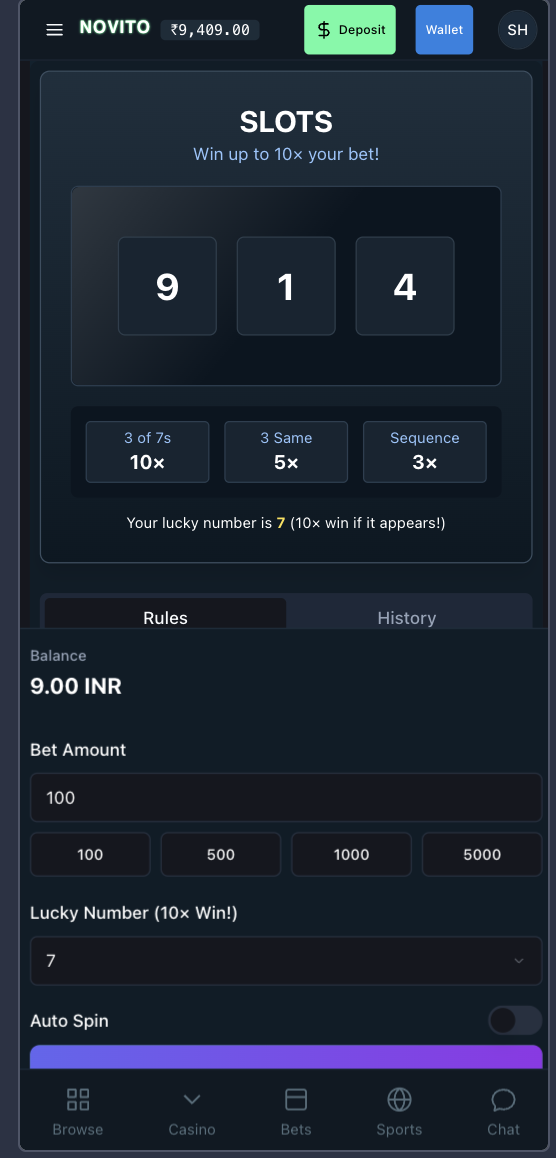 NOVITO ₹9,409.00 Deposit Wallet SH
SLOTS
Win up to 10× your bet!
9 1 4
3 of 7s 3 Same Sequence
10× 5× 3×
Your lucky number is 7 (10× win if it appears!)
Rules History
Balance
9.00 INR
Bet Amount
100
100 500 1000 5000
Lucky Number (10× Win!)
7
Auto Spin
Browse Casino Bets Sports Chat